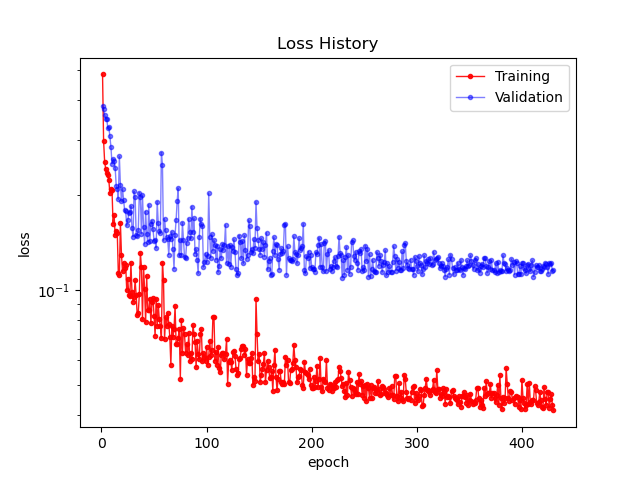 Loss History
Training
Validation
loss
10⁻¹
0
100
200
300
400
epoch